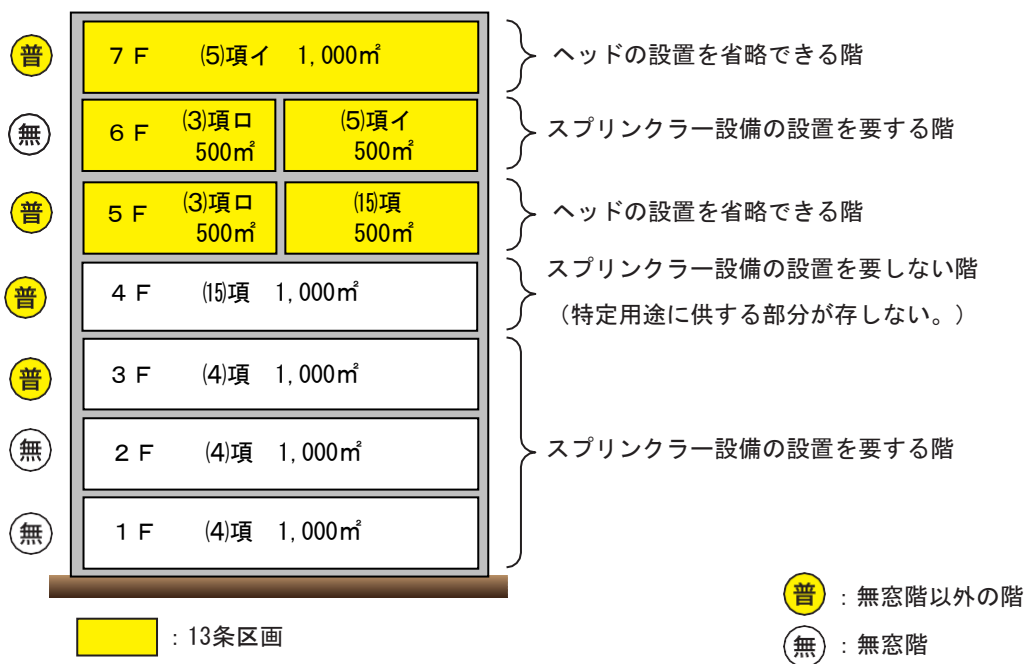 普
7F ⑸項イ 1,000㎡
ヘッドの設置を省略できる階
無
6F ⑶項ロ 500㎡
⑸項イ 500㎡
スプリンクラー設備の設置を要する階
普
5F ⑶項ロ 500㎡
⒂項 500㎡
ヘッドの設置を省略できる階
普
4F ⒂項 1,000㎡
スプリンクラー設備の設置を要しない階
（特定用途に供する部分が存しない。）
普
3F ⑷項 1,000㎡
無
2F ⑷項 1,000㎡
スプリンクラー設備の設置を要する階
無
1F ⑷項 1,000㎡
普：無窓階以外の階
：13条区画
無：無窓階